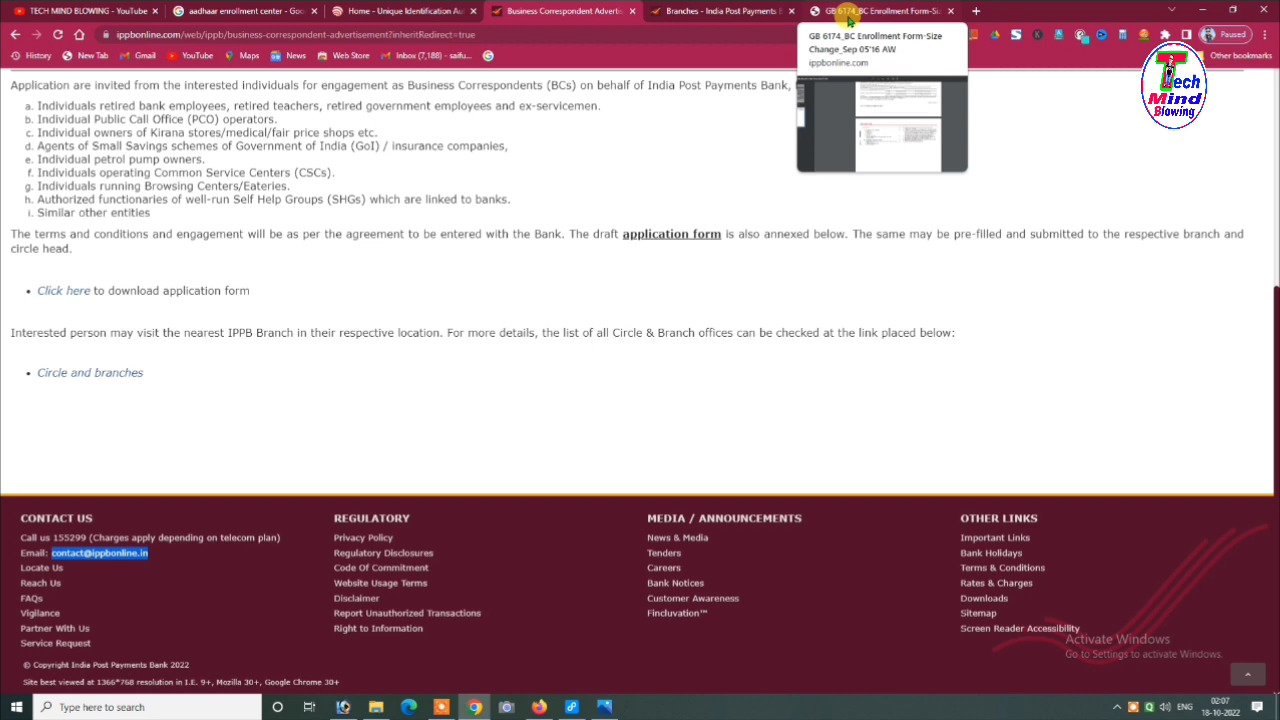 TECH MIND BLOWING - YouTube
aadhaar enrollment center - Goo
Home - Unique Identification Au
Business Correspondent Advertis
Branches - India Post Payments B
GB 6174_BC Enrollment Form-Siz
ippbonline.com/web/ippb/business-correspondent-advertisement?inheritRedirect=true
Paused
History
New Tab
YouTube
Inbox (7,188) - saifu...
YouTube
Maps
News
Other bookmarks
GB 6174_BC Enrollment Form-Size
Change_Sep 05'16 AW
ippbonline.com
Tech
Mind
Blowing
Application are invited from the interested individuals for engagement as Business Correspondents (BCs) on behalf of India Post Payments Bank,
a. Individuals retired bank employees, retired teachers, retired government employees and ex-servicemen.
b. Individual Public Call Office (PCO) operators.
c. Individual owners of Kirana stores/medical/fair price shops etc.
d. Agents of Small Savings schemes of Government of India (GoI) / insurance companies,
e. Individual petrol pump owners.
f. Individuals operating Common Service Centers (CSCs).
g. Individuals running Browsing Centers/Eateries.
h. Authorized functionaries of well-run Self Help Groups (SHGs) which are linked to banks.
i. Similar other entities
The terms and conditions and engagement will be as per the agreement to be entered with the Bank. The draft application form is also annexed below. The same may be pre-filled and submitted to the respective branch and
circle head.
• Click here to download application form
Interested person may visit the nearest IPPB Branch in their respective location. For more details, the list of all Circle & Branch offices can be checked at the link placed below:
• Circle and branches
CONTACT US
Call us 155299 (Charges apply depending on telecom plan)
Email: contact@ippbonline.in
Locate Us
Reach Us
FAQs
Vigilance
Partner With Us
Service Request
REGULATORY
Privacy Policy
Regulatory Disclosures
Code Of Commitment
Website Usage Terms
Disclaimer
Report Unauthorized Transactions
Right to Information
MEDIA / ANNOUNCEMENTS
News & Media
Tenders
Careers
Bank Notices
Customer Awareness
Fincluvation™
OTHER LINKS
Important Links
Bank Holidays
Terms & Conditions
Rates & Charges
Downloads
Sitemap
Screen Reader Accessibility
Activate Windows
Go to Settings to activate Windows.
© Copyright India Post Payments Bank 2022
Site best viewed at 1366*768 resolution in I.E. 9+, Mozilla 30+, Google Chrome 30+
Type here to search
02:07
18-10-2022